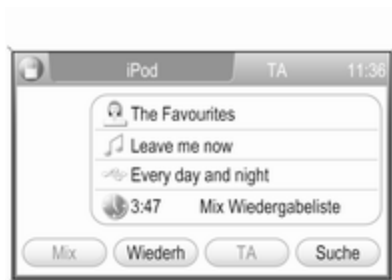 iPod TA 11:36
The Favourites
Leave me now
Every day and night
3:47 Mix Wiedergabeliste
Mix Wiederh TA Suche